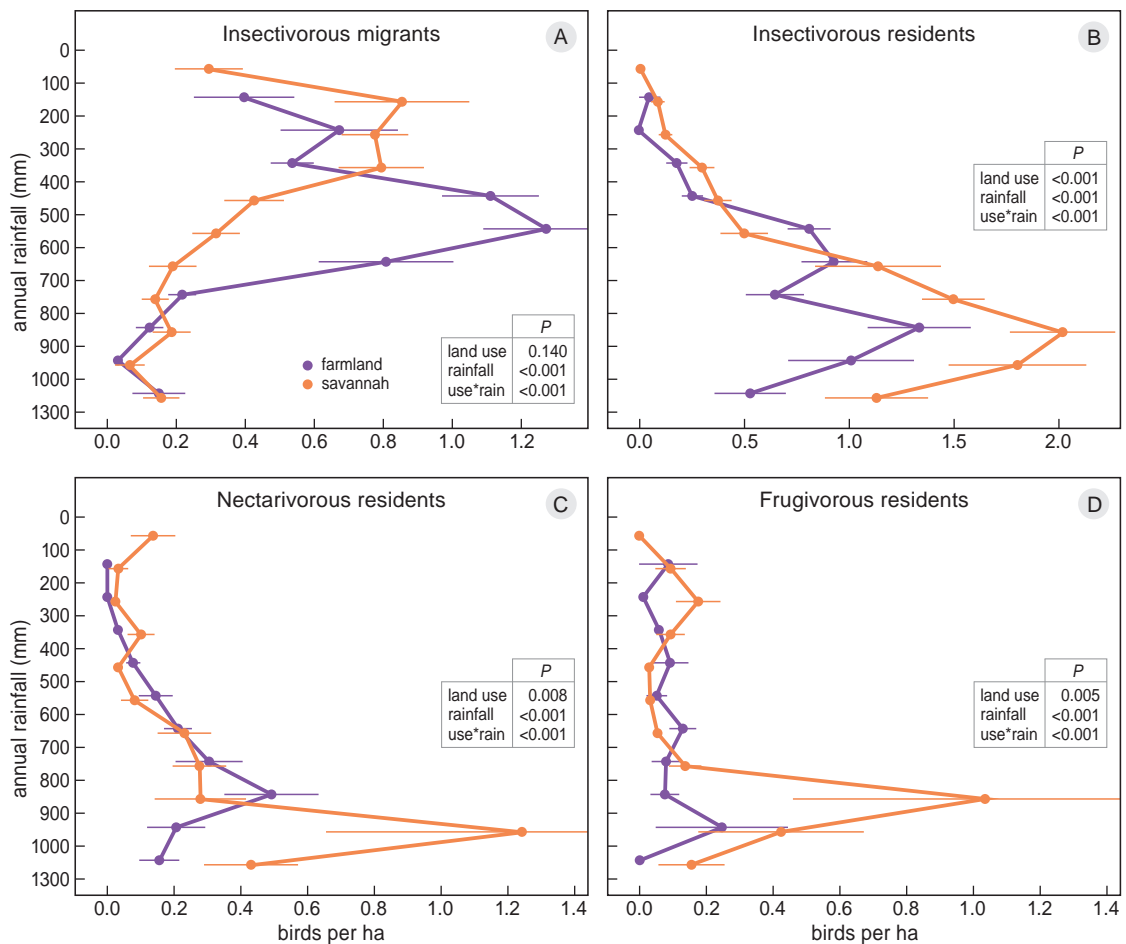 Insectivorous migrants
A
0
100
200
300
400
500
600
700
800
900
1000
1300
annual rainfall (mm)
farmland
savannah
P
land use 0.140
rainfall <0.001
use*rain <0.001
0.0 0.2 0.4 0.6 0.8 1.0 1.2
Insectivorous residents
B
P
land use <0.001
rainfall <0.001
use*rain <0.001
0.0 0.5 1.0 1.5 2.0
Nectarivorous residents
C
0
100
200
300
400
500
600
700
800
900
1000
1300
annual rainfall (mm)
P
land use 0.008
rainfall <0.001
use*rain <0.001
0.0 0.2 0.4 0.6 0.8 1.0 1.2 1.4
birds per ha
Frugivorous residents
D
P
land use 0.005
rainfall <0.001
use*rain <0.001
0.0 0.2 0.4 0.6 0.8 1.0 1.2 1.4
birds per ha